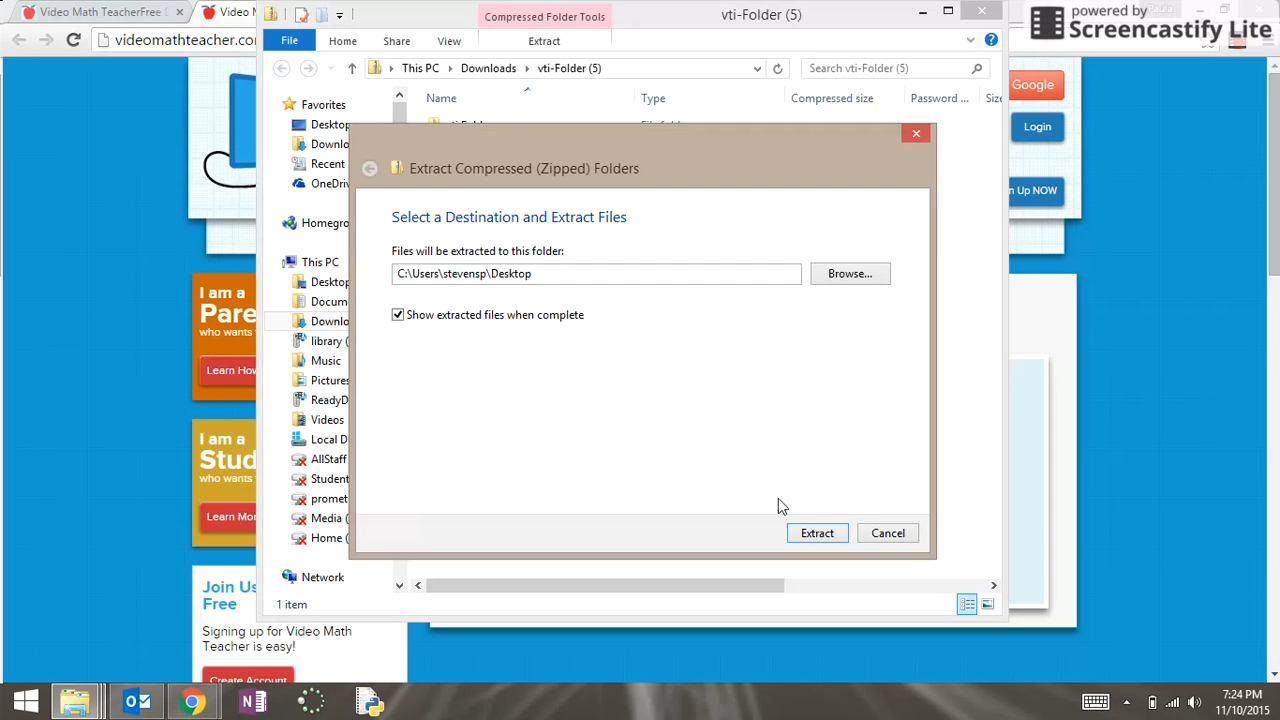 Video Math TeacherFree
Video M
videomathteacher.co
Compressed Folder Tools
vti-Folder (5)
powered by
Screencastify Lite
File
Home
Share
View
This PC
Downloads
vti-Folder (5)
Search vti-Folder (5)
Name
Type
Compressed size
Password ...
Size
Google
Login
n Up NOW
Favorites
Desktop
Downlo
Recent
OneDriv
Homegro
This PC
Desktop
Docume
Downlo
library (
Music
Pictures
ReadyD
Videos
Local D
AllStaff
Student
promet
Media (
Home (
Network
Extract Compressed (Zipped) Folders
Select a Destination and Extract Files
Files will be extracted to this folder:
C:\Users\stevensp\Desktop
Browse...
Show extracted files when complete
Extract
Cancel
I am a
Pare
who wants
Learn How
I am a
Stud
who wants
Learn Mor
Join Us
Free
Signing up for Video Math
Teacher is easy!
Create Account
1 item
7:24 PM
11/10/2015